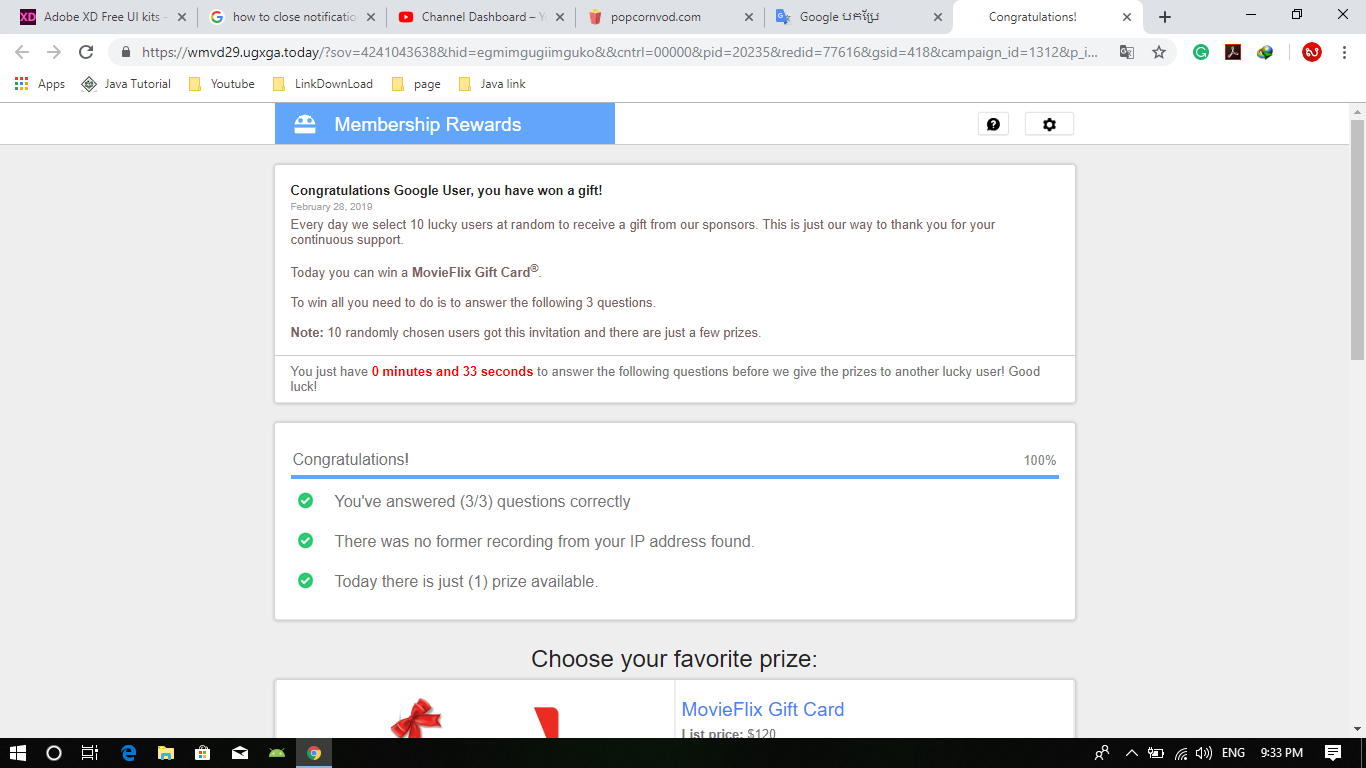 Adobe XD Free UI kits -
how to close notificatio
Channel Dashboard – Y
popcornvod.com
Google បកប្រែ
Congratulations!
https://wmvd29.ugxga.today/?sov=4241043638&hid=egmimgugiimguko&&cntrl=00000&pid=20235&redid=77616&gsid=418&campaign_id=13112&p_i...
Apps
Java Tutorial
Youtube
LinkDownLoad
page
Java link
Membership Rewards
Congratulations Google User, you have won a gift!
February 28, 2019
Every day we select 10 lucky users at random to receive a gift from our sponsors. This is just our way to thank you for your
continuous support.
Today you can win a MovieFlix Gift Card®.
To win all you need to do is to answer the following 3 questions.
Note: 10 randomly chosen users got this invitation and there are just a few prizes.
You just have 0 minutes and 33 seconds to answer the following questions before we give the prizes to another lucky user! Good
luck!
Congratulations!
100%
You've answered (3/3) questions correctly
There was no former recording from your IP address found.
Today there is just (1) prize available.
Choose your favorite prize:
MovieFlix Gift Card
List price: $120
ENG
9:33 PM